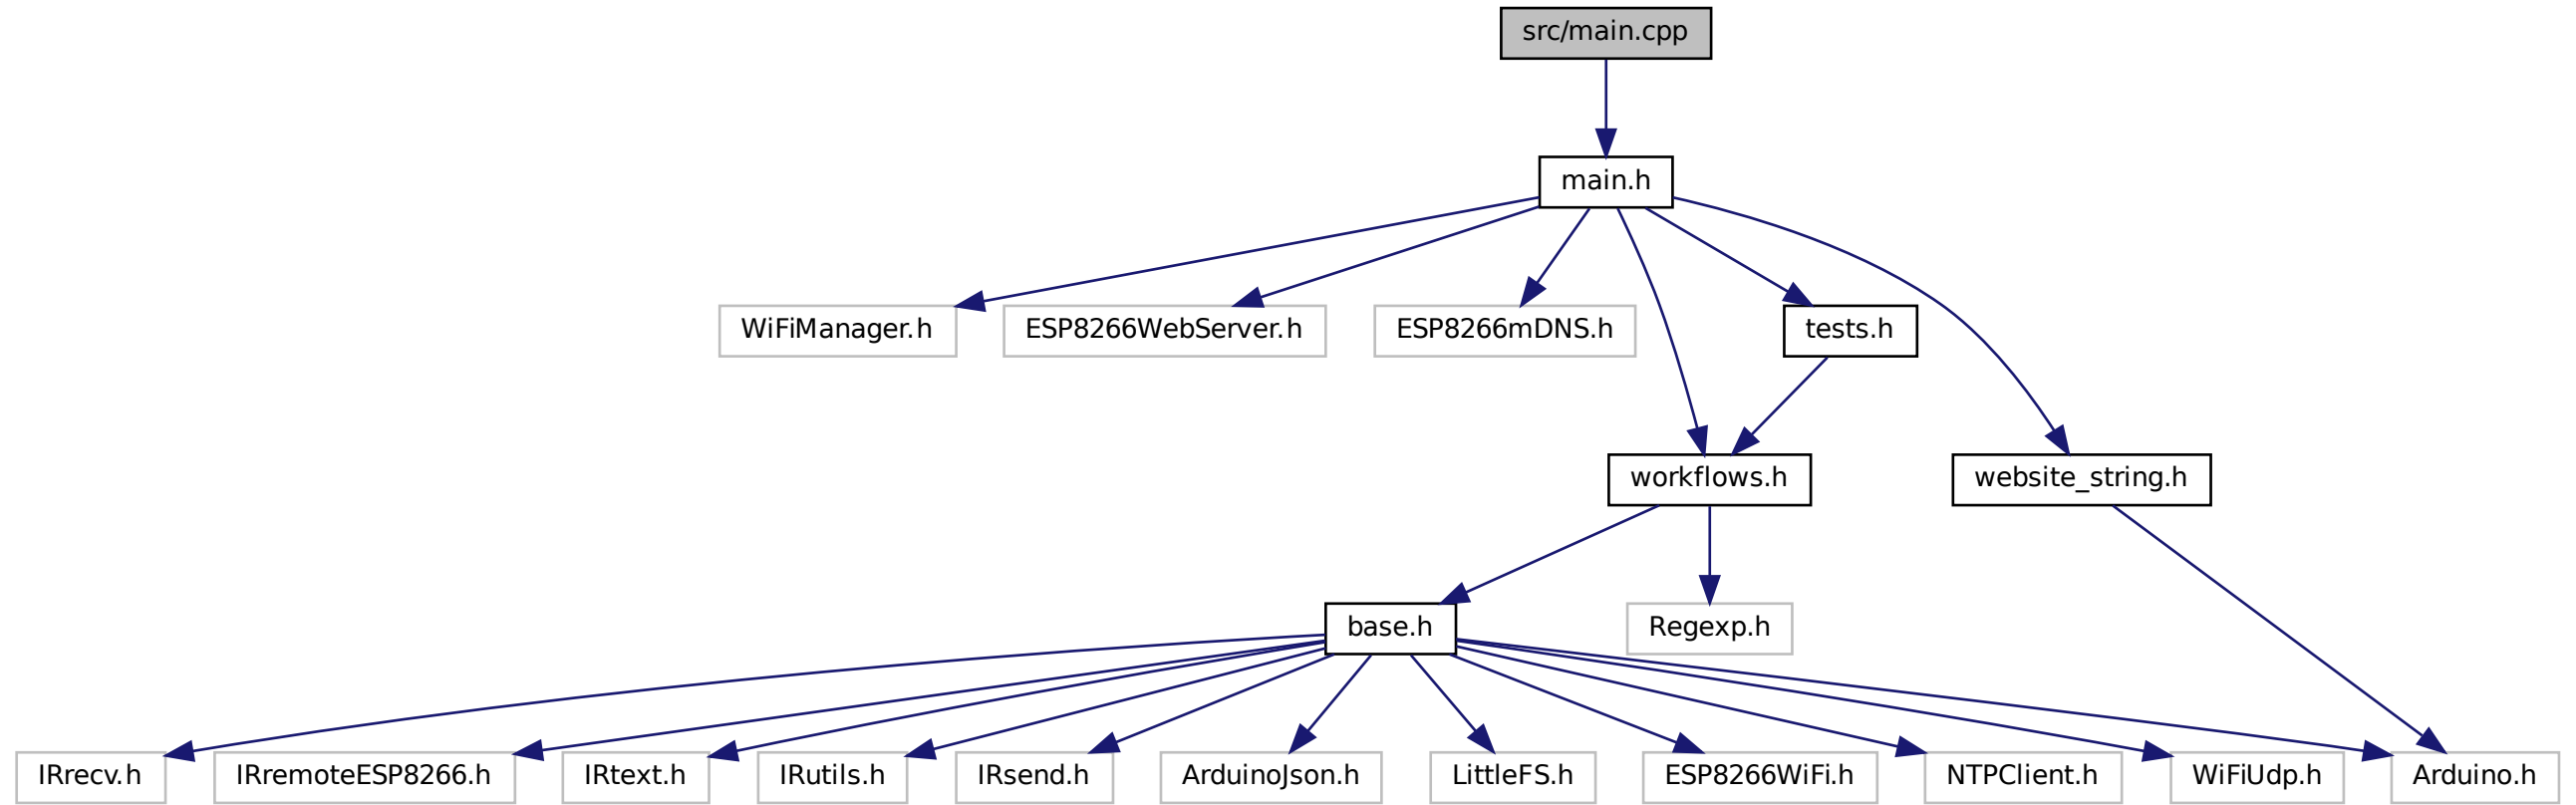 src/main.cpp
main.h
WiFiManager.h
ESP8266WebServer.h
ESP8266mDNS.h
tests.h
workflows.h
website_string.h
base.h
Regexp.h
IRrecv.h
IRremoteESP8266.h
IRtext.h
IRutils.h
IRsend.h
ArduinoJson.h
LittleFS.h
ESP8266WiFi.h
NTPClient.h
WiFiUdp.h
Arduino.h